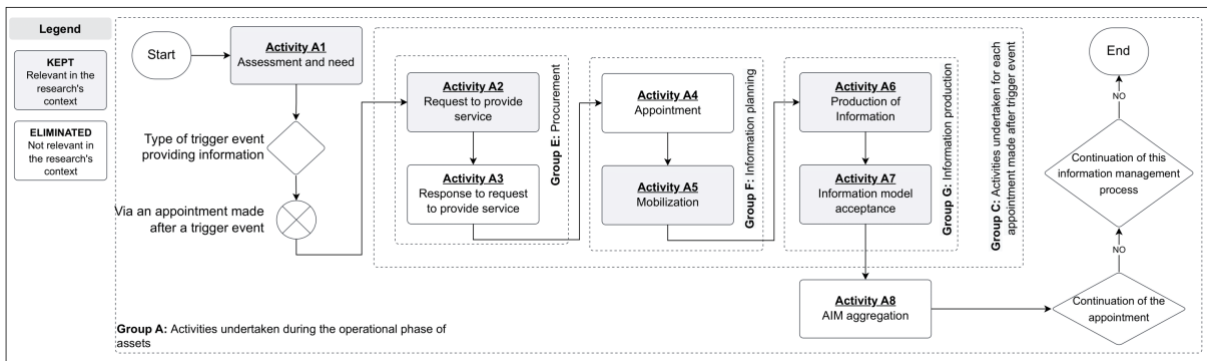 Legend
KEPT
Relevant in the
research's
context
ELIMINATED
Not relevant in
the research's
context
Start
Activity A1
Assessment and need
Type of trigger event
providing information
Via an appointment made
after a trigger event
Activity A2
Request to provide
service
Activity A3
Response to request
to provide service
Group E: Procurement
Activity A4
Appointment
Activity A5
Mobilization
Group F: Information planning
Activity A6
Production of
Information
Activity A7
Information model
acceptance
Group G: Information production
Group C: Activities undertaken for each
appointment made after trigger event
Activity A8
AIM aggregation
Continuation of the
appointment
NO
Continuation of this
information management
process
NO
End
Group A: Activities undertaken during the operational phase of
assets